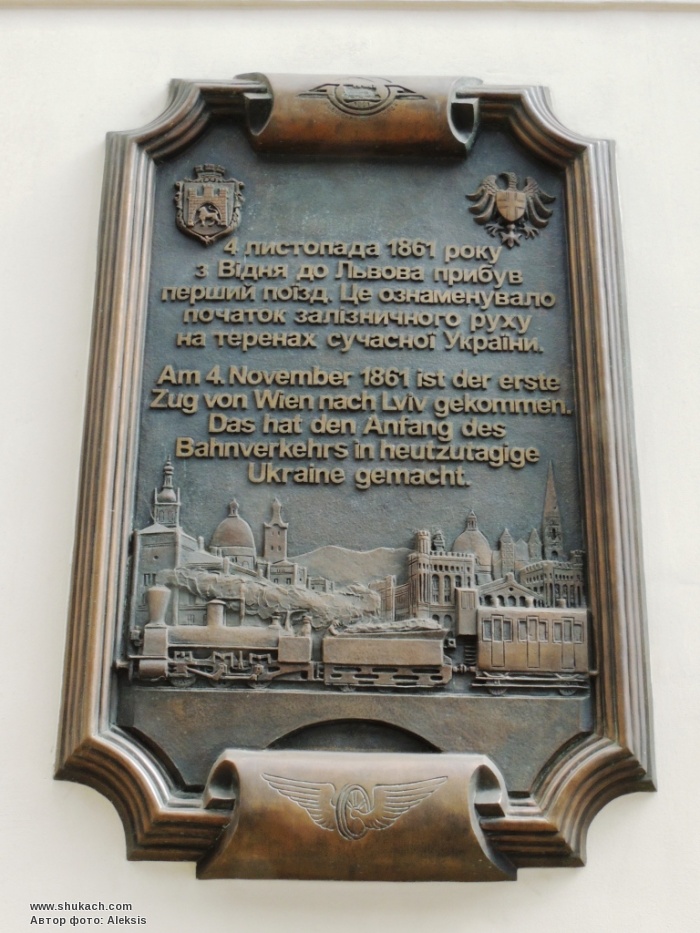 4 листопада 1861 року
з Відня до Львова прибув
перший поїзд. Це ознаменувало
початок залізничного руху
на теренах сучасної України.
Am 4. November 1861 ist der erste
Zug von Wien nach Lviv gekommen.
Das hat den Anfang des
Bahnverkehrs in heutzutagige
Ukraine gemacht.
www.shukach.com
Автор фото: Aleksis